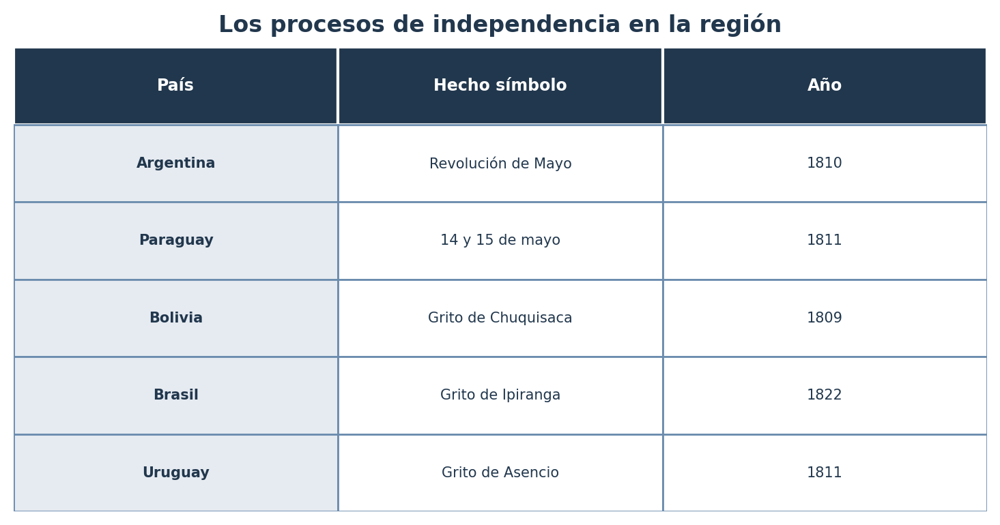 Los procesos de independencia en la región
País Hecho símbolo Año
Argentina Revolución de Mayo 1810
Paraguay 14 y 15 de mayo 1811
Bolivia Grito de Chuquisaca 1809
Brasil Grito de Ipiranga 1822
Uruguay Grito de Asencio 1811